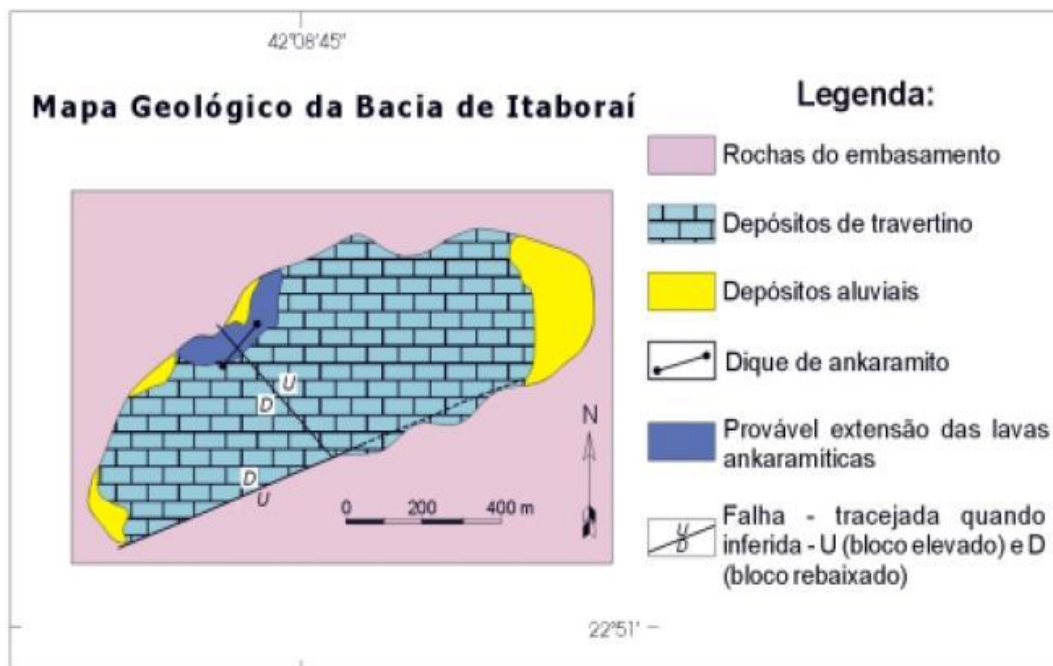 42°08'45"
Mapa Geológico da Bacia de Itaboraí
Legenda:
Rochas do embasamento
Depósitos de travertino
Depósitos aluviais
Dique de ankaramito
Provável extensão das lavas
ankaramíticas
U
D
Falha - tracejada quando
inferida - U (bloco elevado) e D
(bloco rebaixado)
U
D
D
U
N
0 200 400 m
22°51'